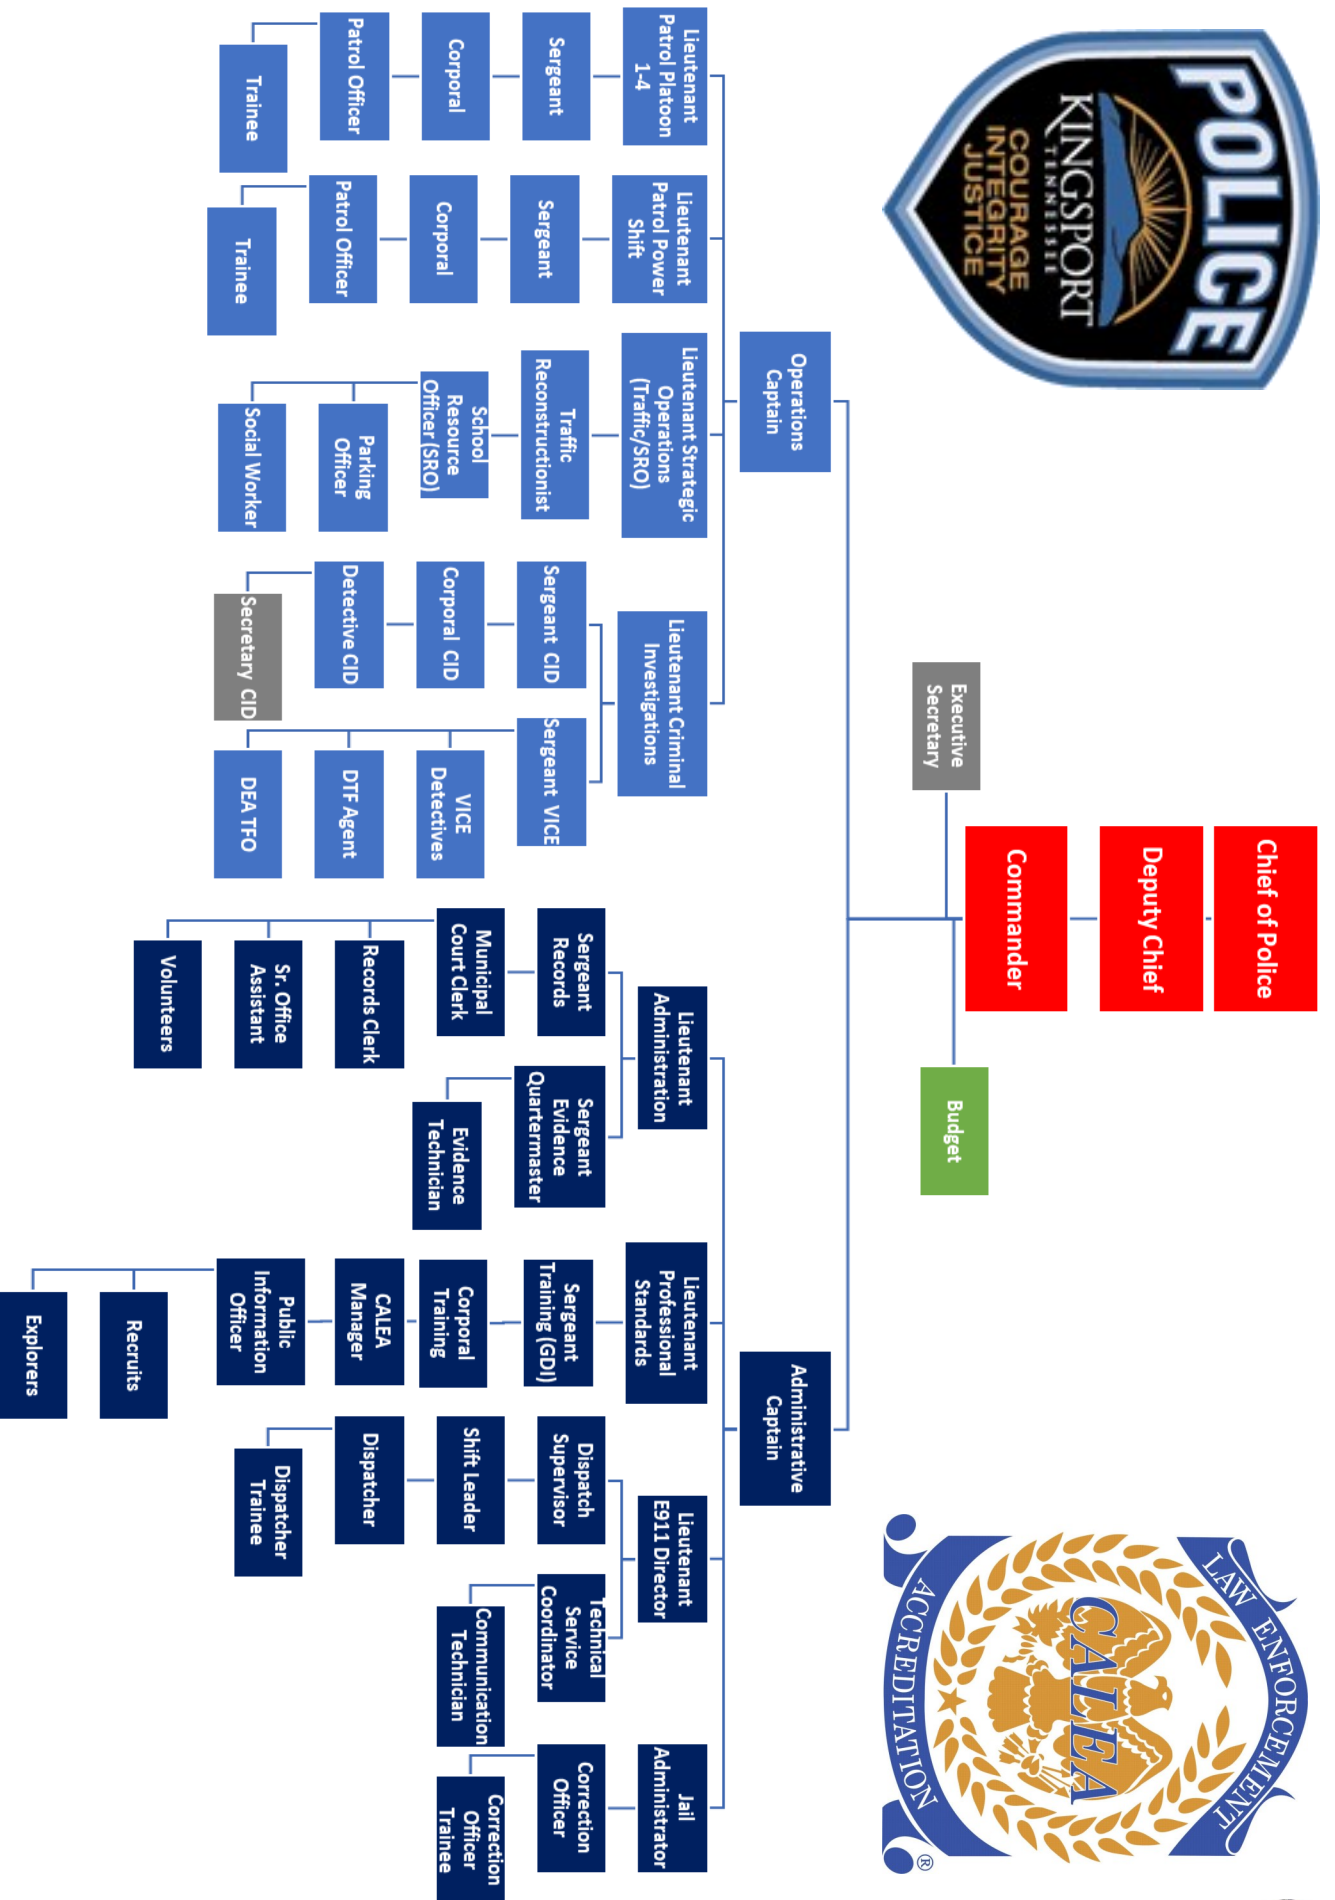 POLICE
KINGSPORT
TENNESSEE
COURAGE
INTEGRITY
JUSTICE
Chief of Police
Deputy Chief
Commander
Executive
Secretary
Budget
LAW ENFORCEMENT
CALEA
ACCREDITATION
®
Operations
Captain
Administrative
Captain
Lieutenant
Patrol Platoon
1-4
Sergeant
Corporal
Patrol Officer
Trainee
Lieutenant
Patrol Power
Shift
Sergeant
Corporal
Patrol Officer
Trainee
Lieutenant Strategic
Operations
(Traffic/SRO)
Traffic
Reconstructionist
School
Resource
Officer (SRO)
Parking
Officer
Social Worker
Lieutenant Criminal
Investigations
Sergeant CID
Corporal CID
Detective CID
Secretary CID
Sergeant VICE
VICE
Detectives
DTF Agent
DEA TFO
Lieutenant
Administration
Sergeant
Records
Municipal
Court Clerk
Records Clerk
Sr. Office
Assistant
Volunteers
Sergeant
Evidence
Quartermaster
Evidence
Technician
Lieutenant
Professional
Standards
Sergeant
Training (GDI)
Corporal
Training
CALEA
Manager
Public
Information
Officer
Recruits
Explorers
Lieutenant
E911 Director
Dispatch
Supervisor
Shift Leader
Dispatcher
Dispatcher
Trainee
Technical
Service
Coordinator
Communication
Technician
Jail
Administrator
Correction
Officer
Correction
Officer
Trainee